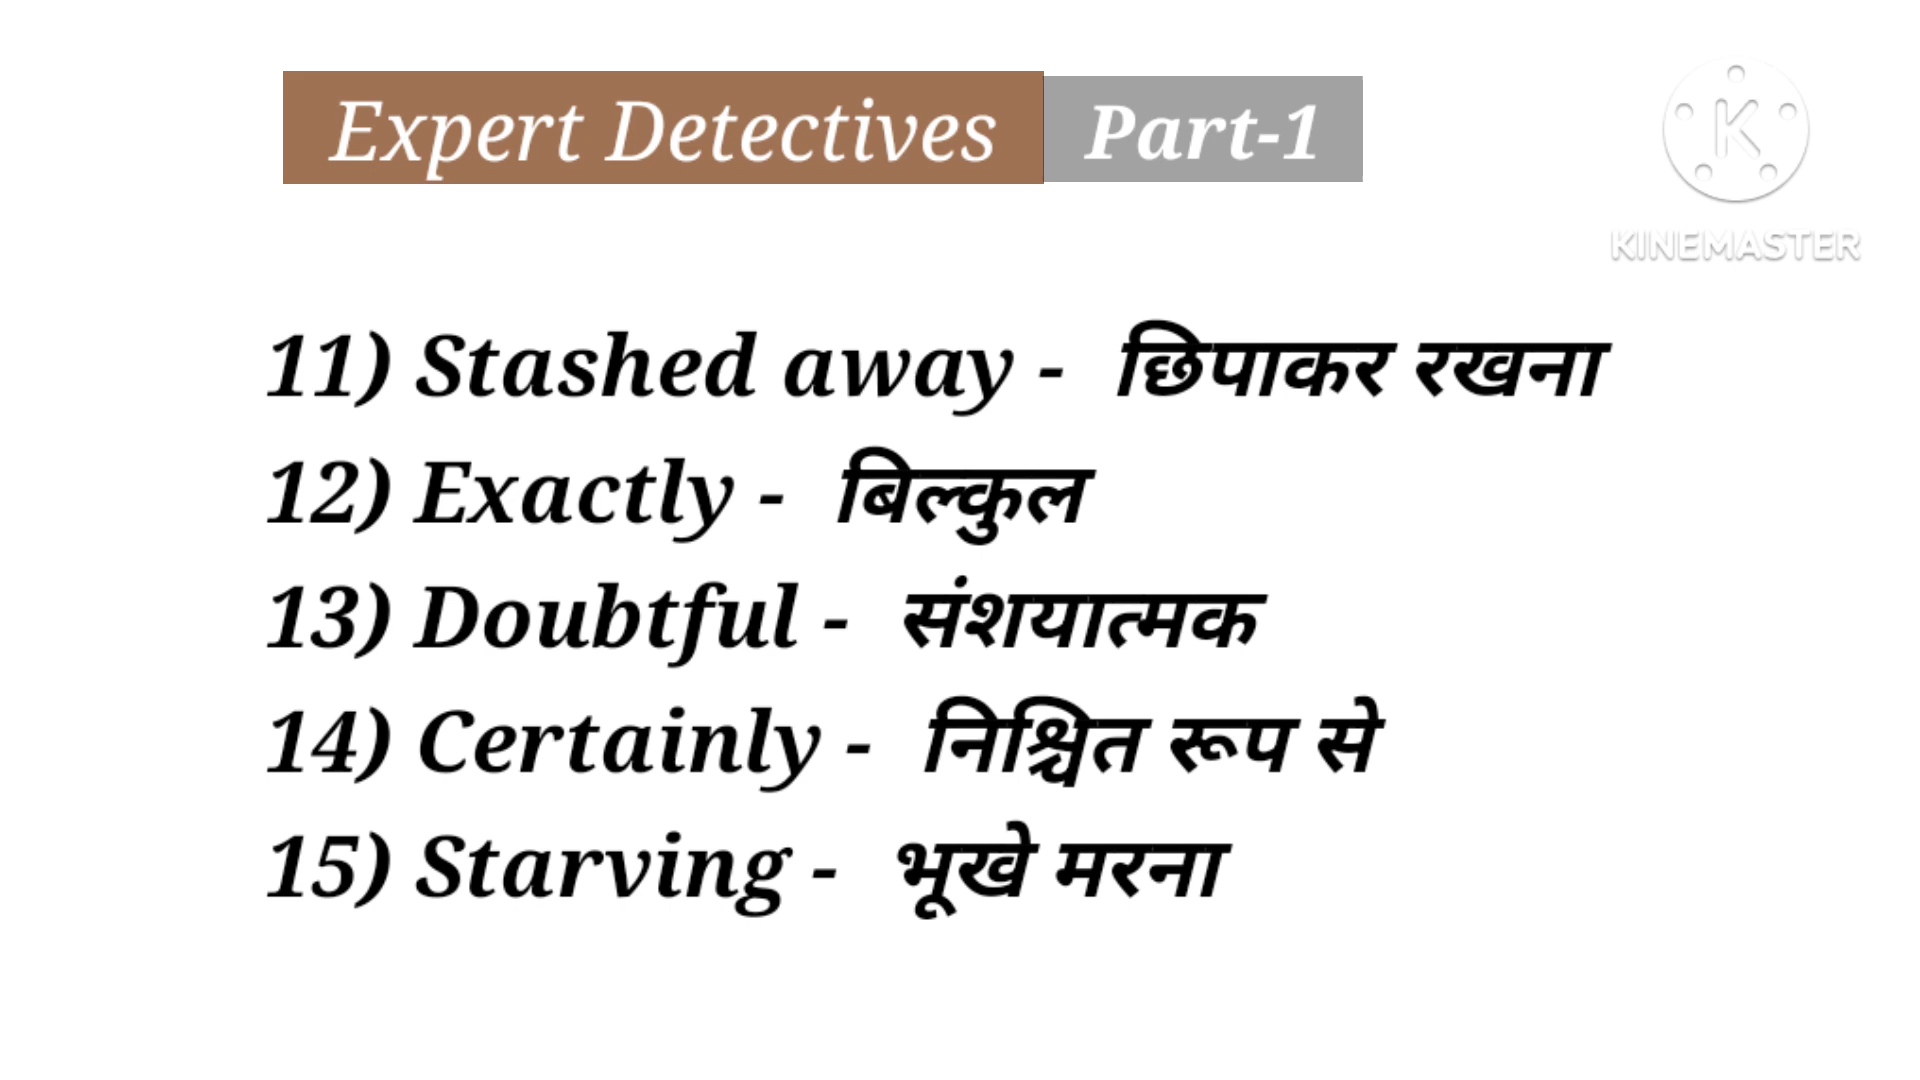 Expert Detectives Part-1
KINEMASTER
11) Stashed away - छिपाकर रखना
12) Exactly - बिल्कुल
13) Doubtful - संशयात्मक
14) Certainly - निश्चित रूप से
15) Starving - भूखे मरना